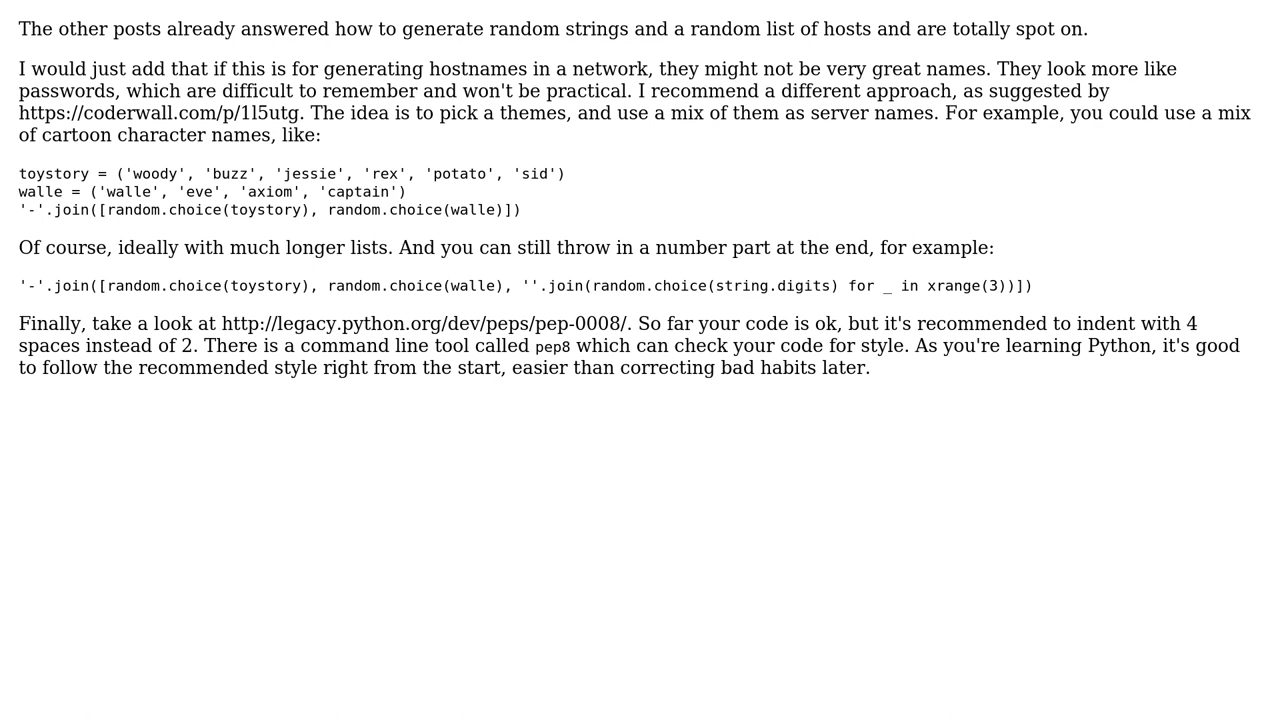 The other posts already answered how to generate random strings and a random list of hosts and are totally spot on.
I would just add that if this is for generating hostnames in a network, they might not be very great names. They look more like
passwords, which are difficult to remember and won't be practical. I recommend a different approach, as suggested by
https://coderwall.com/p/1l5utg. The idea is to pick a themes, and use a mix of them as server names. For example, you could use a mix
of cartoon character names, like:
toystory = ('woody', 'buzz', 'jessie', 'rex', 'potato', 'sid')
walle = ('walle', 'eve', 'axiom', 'captain')
'-'.join([random.choice(toystory), random.choice(walle)])
Of course, ideally with much longer lists. And you can still throw in a number part at the end, for example:
'-'.join([random.choice(toystory), random.choice(walle), ''.join(random.choice(string.digits) for _ in xrange(3))])
Finally, take a look at http://legacy.python.org/dev/peps/pep-0008/. So far your code is ok, but it's recommended to indent with 4
spaces instead of 2. There is a command line tool called pep8 which can check your code for style. As you're learning Python, it's good
to follow the recommended style right from the start, easier than correcting bad habits later.